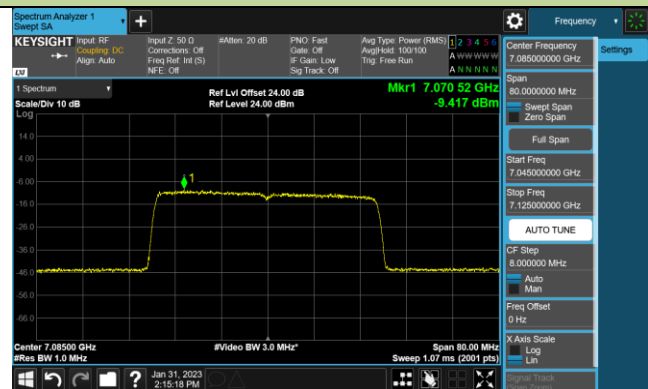 Spectrum Analyzer 1
Swept SA
+
Frequency
KEYSIGHT
Input: RF
Coupling: DC
Align: Auto
Input Z: 50 Ω
Corrections: Off
Freq Ref: Int (S)
NFE: Off
#Atten: 20 dB
PNO: Fast
Gate: Off
IF Gain: Low
Sig Track: Off
Avg Type: Power (RMS)
Avg|Hold: 100/100
Trig: Free Run
1 2 3 4 5 6
A W W W W W
A N N N N N
LXI
1 Spectrum
Scale/Div 10 dB
Log
Ref Lvl Offset 24.00 dB
Ref Level 24.00 dBm
Mkr1 7.070 52 GHz
-9.417 dBm
14.0
4.00
-6.00
-16.0
-26.0
-36.0
-46.0
-56.0
-66.0
1
Center 7.08500 GHz
#Res BW 1.0 MHz
#Video BW 3.0 MHz*
Span 80.00 MHz
Sweep 1.07 ms (2001 pts)
Center Frequency
7.085000000 GHz
Settings
Span
80.0000000 MHz
Swept Span
Zero Span
Full Span
Start Freq
7.045000000 GHz
Stop Freq
7.125000000 GHz
AUTO TUNE
CF Step
8.000000 MHz
Auto
Man
Freq Offset
0 Hz
X Axis Scale
Log
Lin
Signal Track
(Span Zoom)
?
Jan 31, 2023
2:15:18 PM